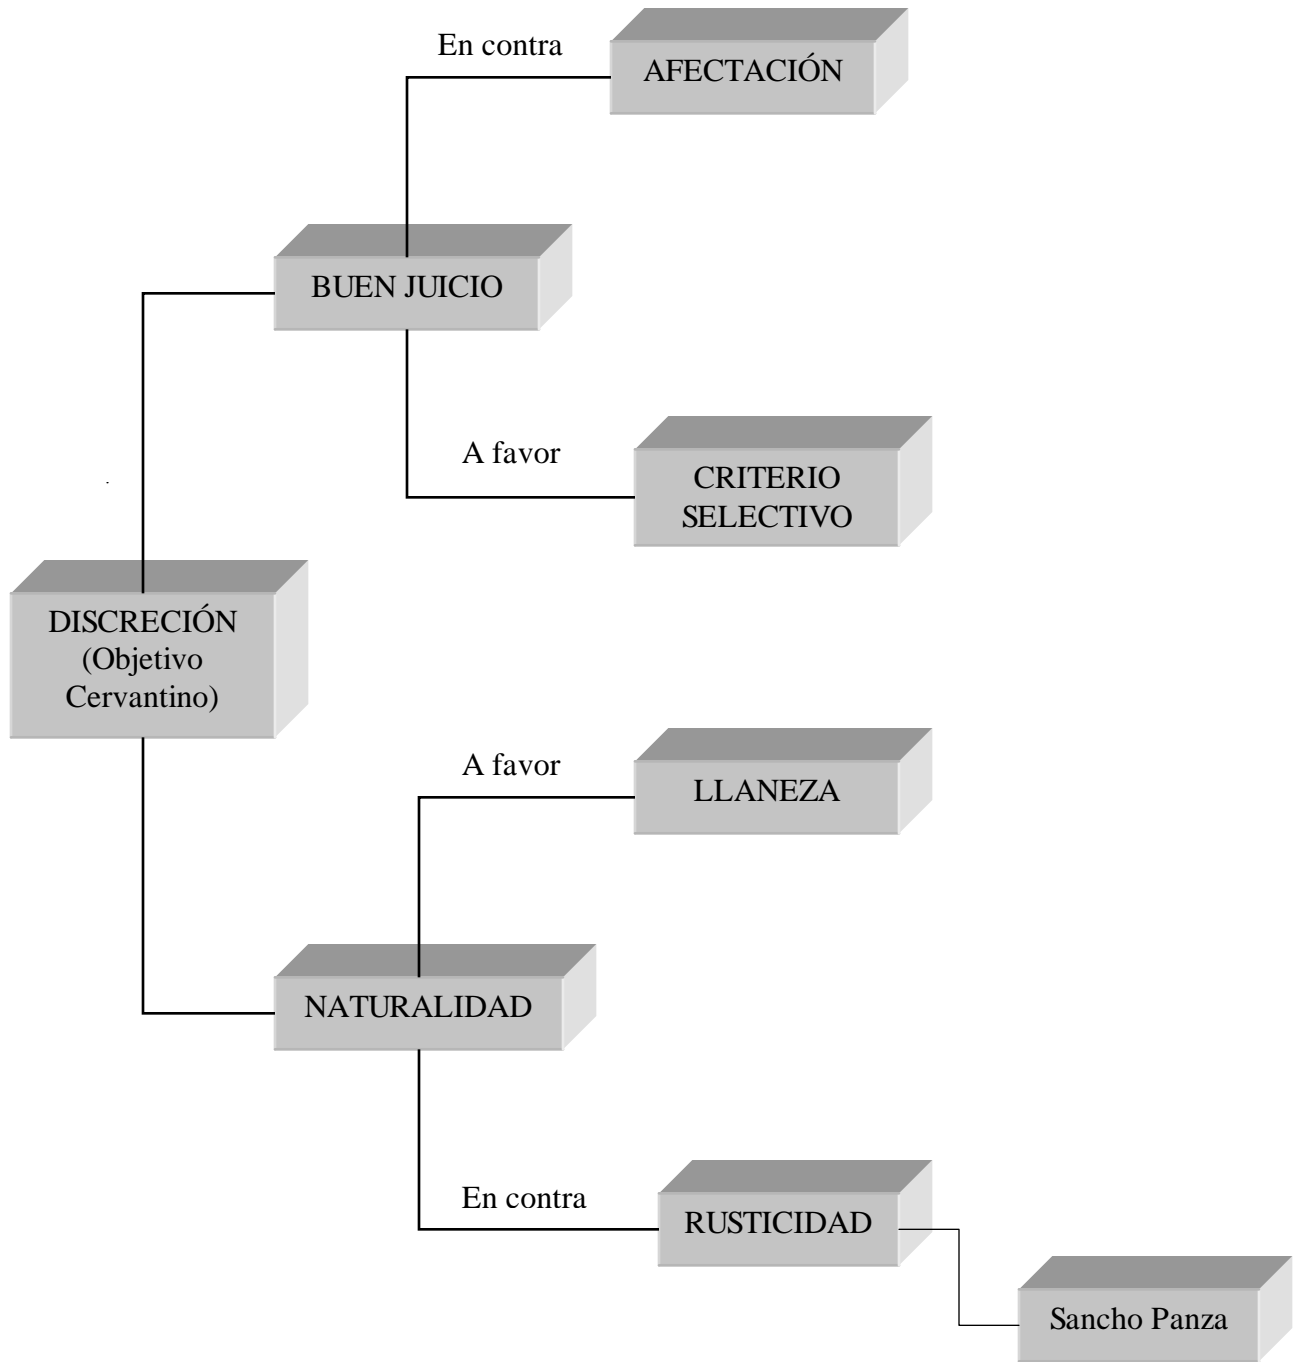 En contra
AFECTACIÓN
BUEN JUICIO
A favor
CRITERIO
SELECTIVO
DISCRECIÓN
(Objetivo
Cervantino)
A favor
LLANEZA
NATURALIDAD
En contra
RUSTICIDAD
Sancho Panza